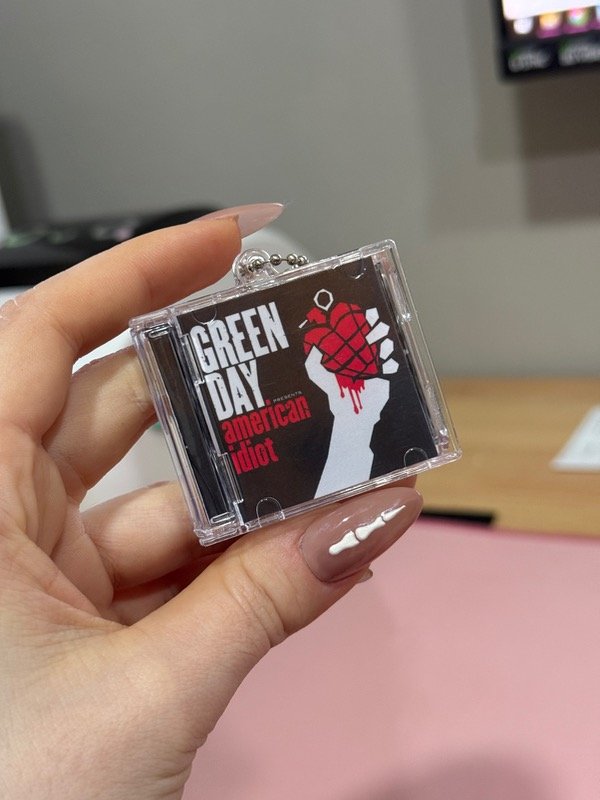 GREEN
DAY
PRESENTS
american
idiot